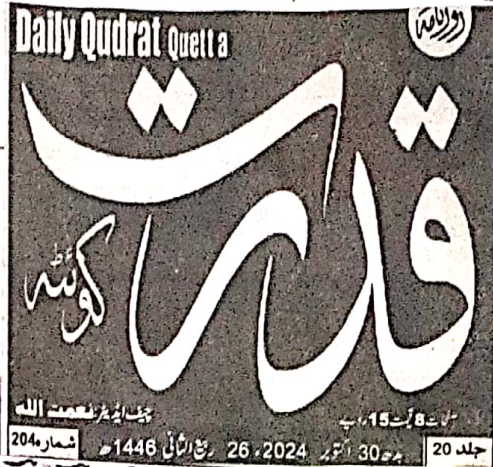 Daily Qudrat Quetta
روزنامہ
قدرت
کوئٹہ
صفحات 8 قیمت 15 روپے
چیف ایڈیٹر: نعمت اللہ
جلد 20
بدھ 30 اکتوبر 2024ء 26 ربیع الثانی 1446ھ
شمارہ 204